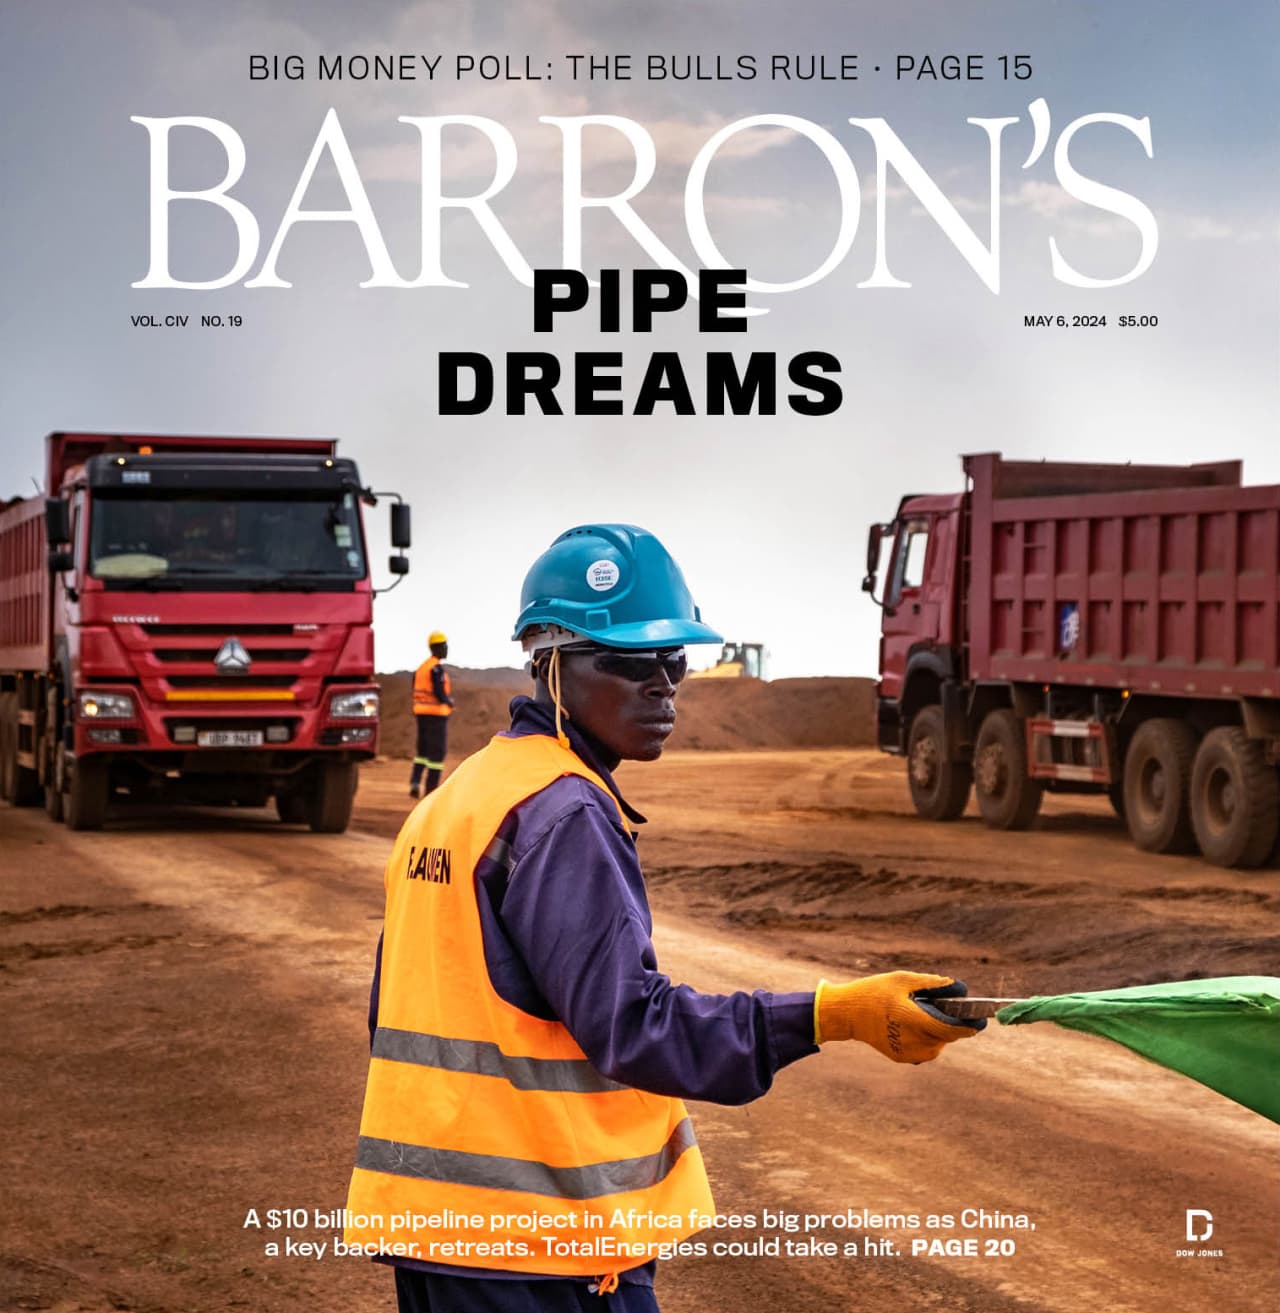 BIG MONEY POLL: THE BULLS RULE · PAGE 15
BARRON'S
VOL. CIV NO. 19
MAY 6, 2024 $5.00
PIPE
DREAMS
A $10 billion pipeline project in Africa faces big problems as China,
a key backer, retreats. TotalEnergies could take a hit. PAGE 20
DOW JONES